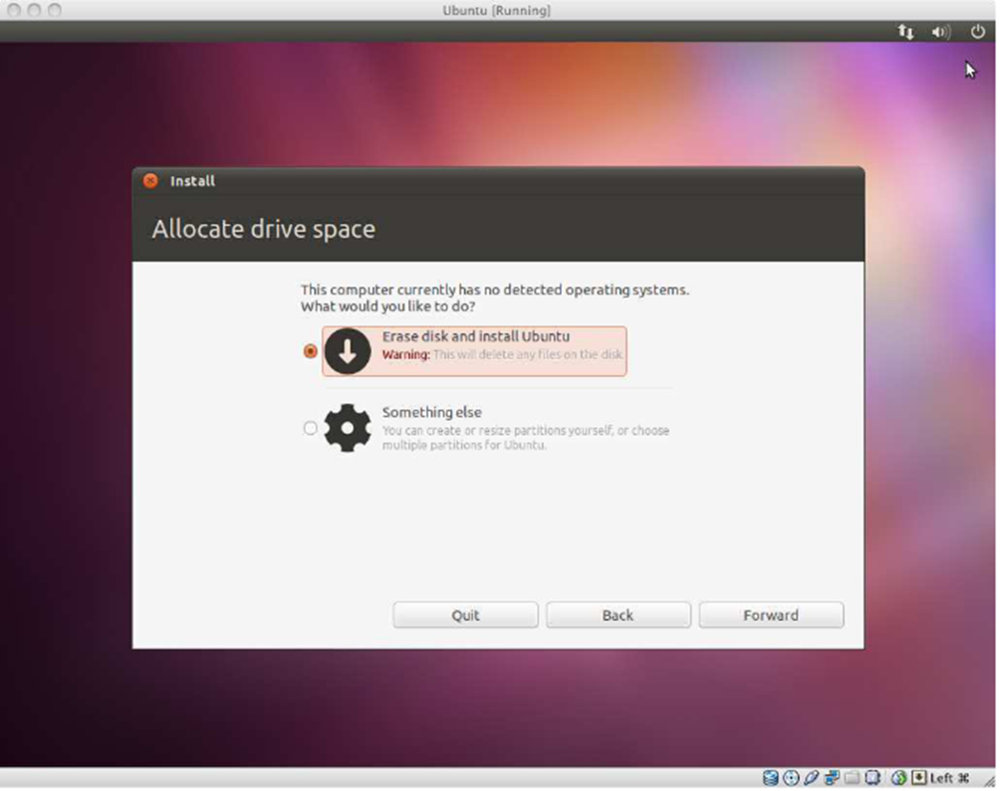 Ubuntu [Running]
Install
Allocate drive space
This computer currently has no detected operating systems.
What would you like to do?
Erase disk and install Ubuntu
Warning: This will delete any files on the disk.
Something else
You can create or resize partitions yourself, or choose
multiple partitions for Ubuntu.
Quit Back Forward
Left ⌘